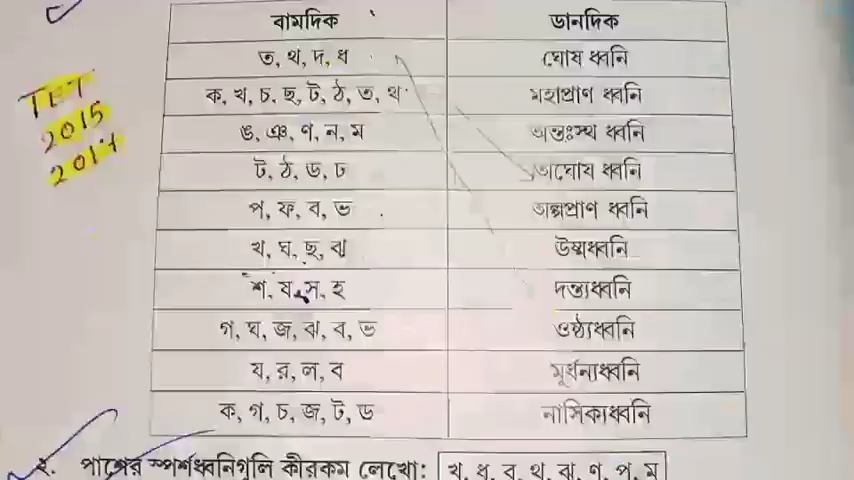 বামদিক ডানদিক
ত, থ, দ, ধ ঘোষ ধ্বনি
ক, খ, চ, ছ, ট, ঠ, ত, থ মহাপ্রাণ ধ্বনি
TET
ঙ, ঞ, ণ, ন, ম অন্তঃস্থ ধ্বনি
2015
ট, ঠ, ড, ঢ অঘোষ ধ্বনি
2017
প, ফ, ব, ভ অল্পপ্রাণ ধ্বনি
খ, ঘ, ছ, ঝ উষ্মধ্বনি
শ, ষ, স, হ দন্ত্যধ্বনি
গ, ঘ, জ, ঝ, ব, ভ ওষ্ঠ্যধ্বনি
য, র, ল, ব মূর্ধন্যধ্বনি
ক, গ, চ, জ, ট, ড নাসিক্যধ্বনি
২. পাশের স্পর্শধ্বনিগুলি কীরকম লেখো: খ, ধ, ব, থ, ঝ, ণ, প, ম